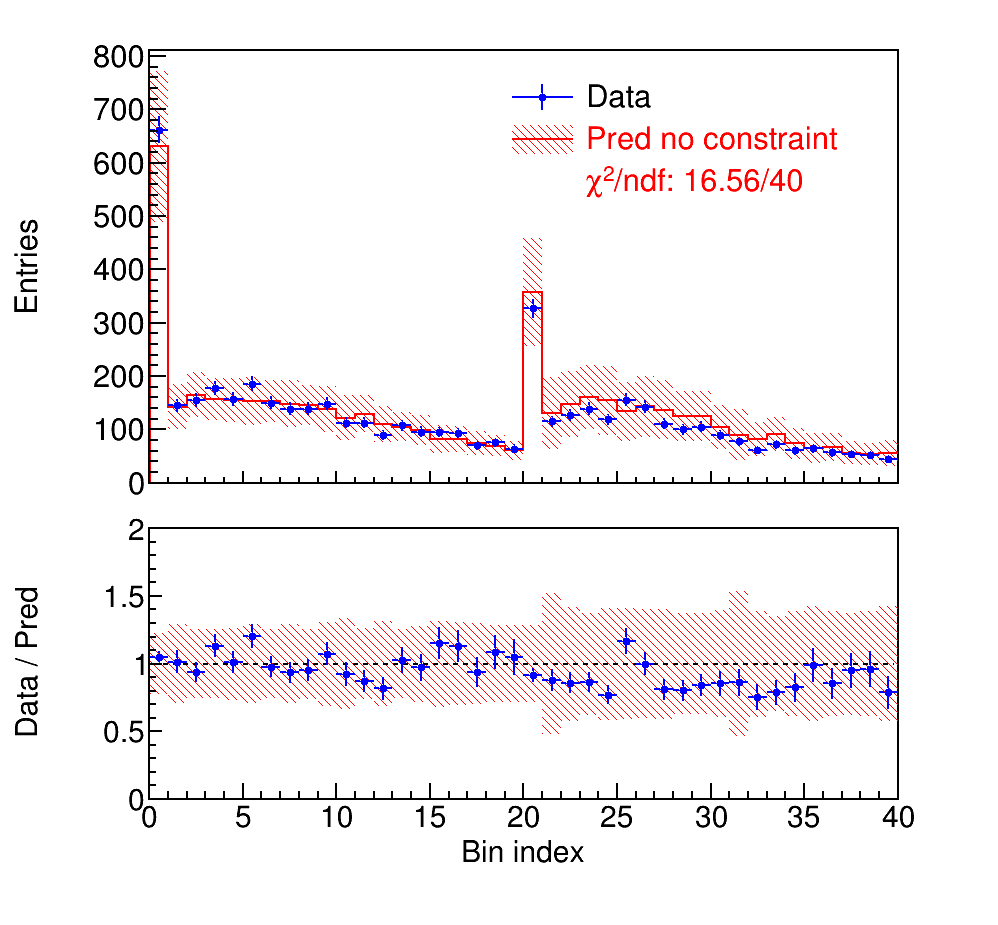 800
700
600
500
400
300
200
100
0
Entries
Data
Pred no constraint
χ²/ndf: 16.56/40
2
1.5
1
0.5
0
Data / Pred
0 5 10 15 20 25 30 35 40
Bin index